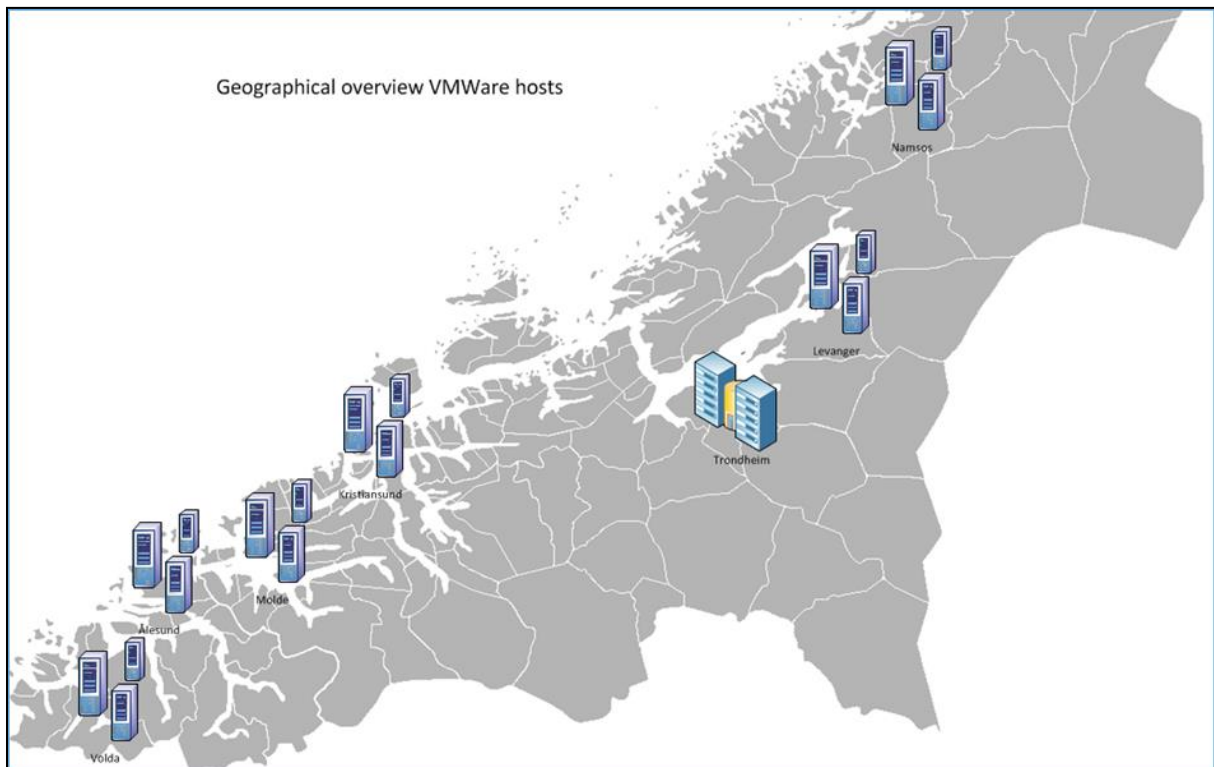 Geographical overview VMWare hosts
Namsos
Levanger
Trondheim
Kristiansund
Molde
Ålesund
Volda